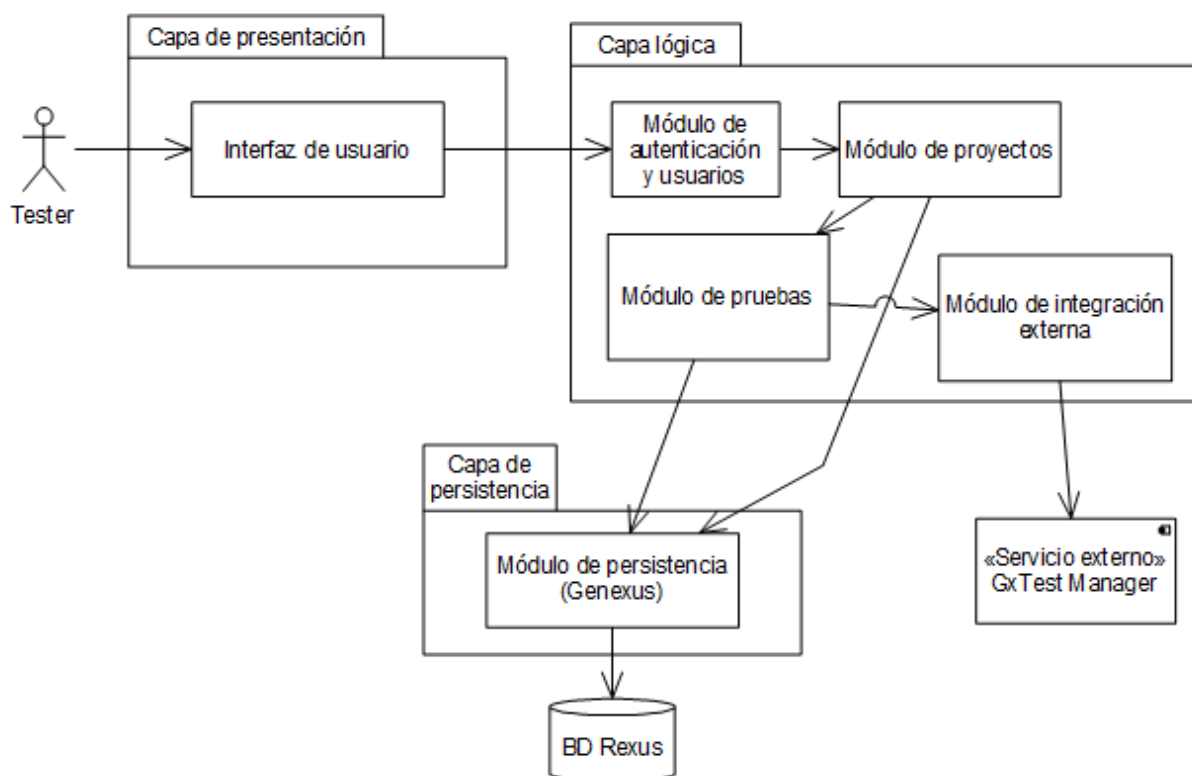 Capa de presentación
Capa lógica
Interfaz de usuario
Módulo de
autenticación
y usuarios
Módulo de proyectos
Tester
Módulo de pruebas
Módulo de integración
externa
Capa de
persistencia
Módulo de persistencia
(Genexus)
«Servicio externo»
GxTest Manager
BD Rexus